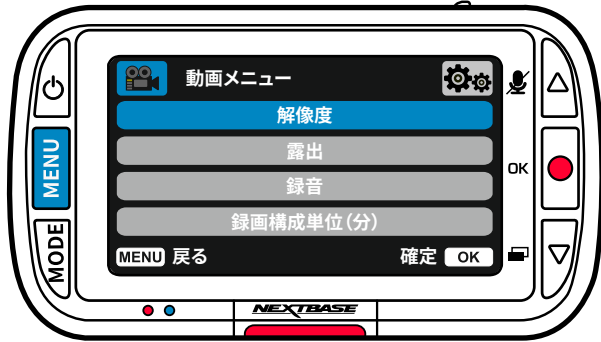 動画メニュー
解像度
露出
録音
録画構成単位(分)
MENU 戻る
確定 OK
MENU
MODE
OK
NEXTBASE